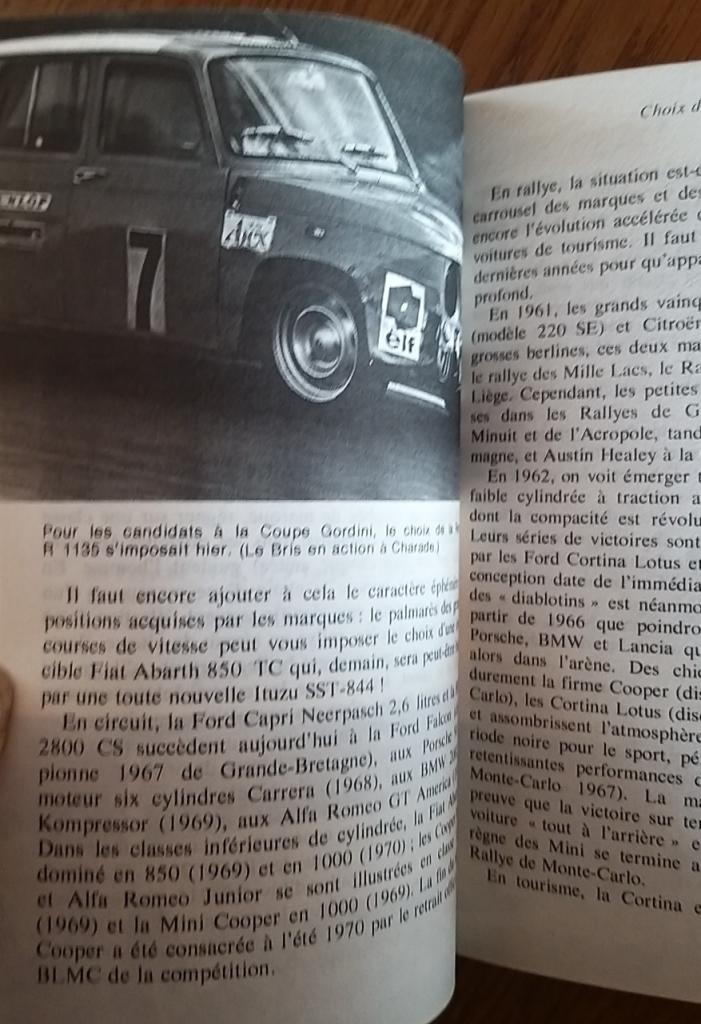 DUNLOP
7
élf
Pour les candidats à la Coupe Gordini, le choix de la
R 1135 s'imposait hier. (Le Bris en action à Charade)
Il faut encore ajouter à cela le caractère éphém
positions acquises par les marques : le palmarès des
courses de vitesse peut vous imposer le choix d'une
cible Fiat Abarth 850 TC qui, demain, sera peut-être
par une toute nouvelle Ituzu SST-844 !
En circuit, la Ford Capri Neerpasch 2,6 litres et la
2800 CS succèdent aujourd'hui à la Ford Falcon
pionne 1967 de Grande-Bretagne), aux Porsche
moteur six cylindres Carrera (1968), aux BMW
Kompressor (1969), aux Alfa Romeo GT America
Dans les classes inférieures de cylindrée, la Fiat
dominé en 850 (1969) et en 1000 (1970) ; les Cooper
et Alfa Romeo Junior se sont illustrées en classe
(1969) et la Mini Cooper en 1000 (1969). La fin de
Cooper a été consacrée à l'été 1970 par le retrait
BLMC de la compétition.
Choix d
En rallye, la situation est-
carrousel des marques et des
encore l'évolution accélérée
voitures de tourisme. Il faut
dernières années pour qu'appa
profond.
En 1961, les grands vainq
(modèle 220 SE) et Citroën
grosses berlines, ces deux ma
le rallye des Mille Lacs, le Ra
Liège. Cependant, les petites
ses dans les Rallyes de G
Minuit et de l'Acropole, tand
magne, et Austin Healey à la
En 1962, on voit émerger
faible cylindrée à traction a
dont la compacité est révolu
Leurs séries de victoires sont
par les Ford Cortina Lotus et
conception date de l'immédia
des « diablotins » est néanmo
partir de 1966 que poindro
Porsche, BMW et Lancia qu
alors dans l'arène. Des chi
durement la firme Cooper (dis
Carlo), les Cortina Lotus (dis
et assombrissent l'atmosphère
riode noire pour le sport, pé
retentissantes performances
Monte-Carlo 1967). La ma
preuve que la victoire sur ter
voiture « tout à l'arrière » e
règne des Mini se termine a
Rallye de Monte-Carlo.
En tourisme, la Cortina e